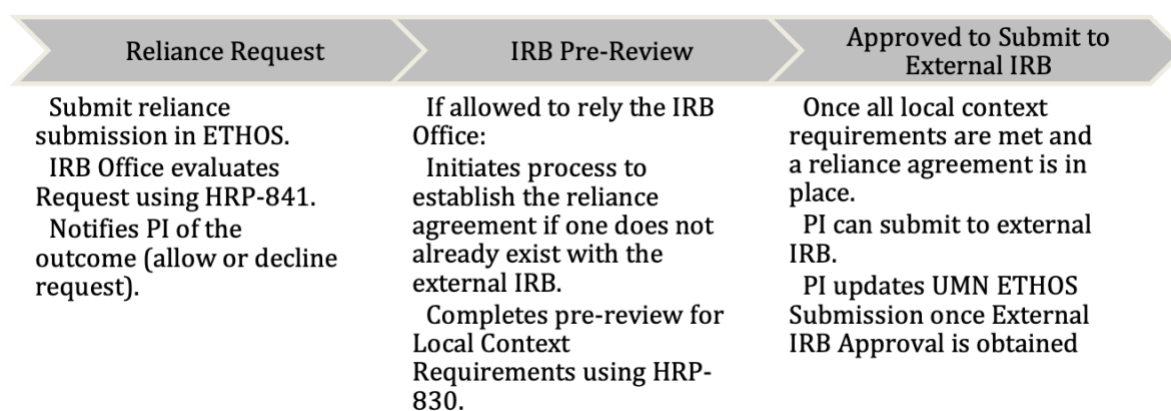 Reliance Request
IRB Pre-Review
Approved to Submit to
External IRB
Submit reliance
submission in ETHOS.
IRB Office evaluates
Request using HRP-841.
Notifies PI of the
outcome (allow or decline
request).
If allowed to rely the IRB
Office:
Initiates process to
establish the reliance
agreement if one does not
already exist with the
external IRB.
Completes pre-review for
Local Context
Requirements using HRP-
830.
Once all local context
requirements are met and
a reliance agreement is in
place.
PI can submit to external
IRB.
PI updates UMN ETHOS
Submission once External
IRB Approval is obtained